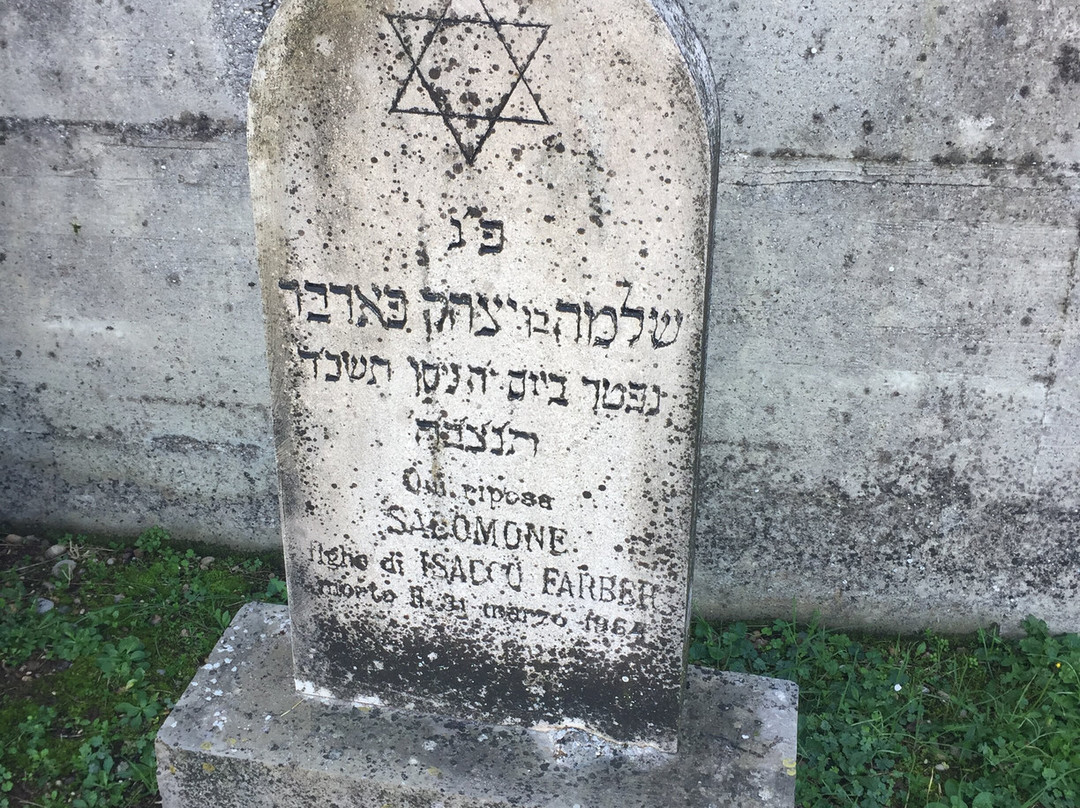 פ'נ
שלמה בן יצחק פארבר
נפטר ביום י'ח ניסן תשכד
תנצבה
Qui riposa
SALOMONE
figlio di ISACCO FARBER
morto il 31 marzo 1964